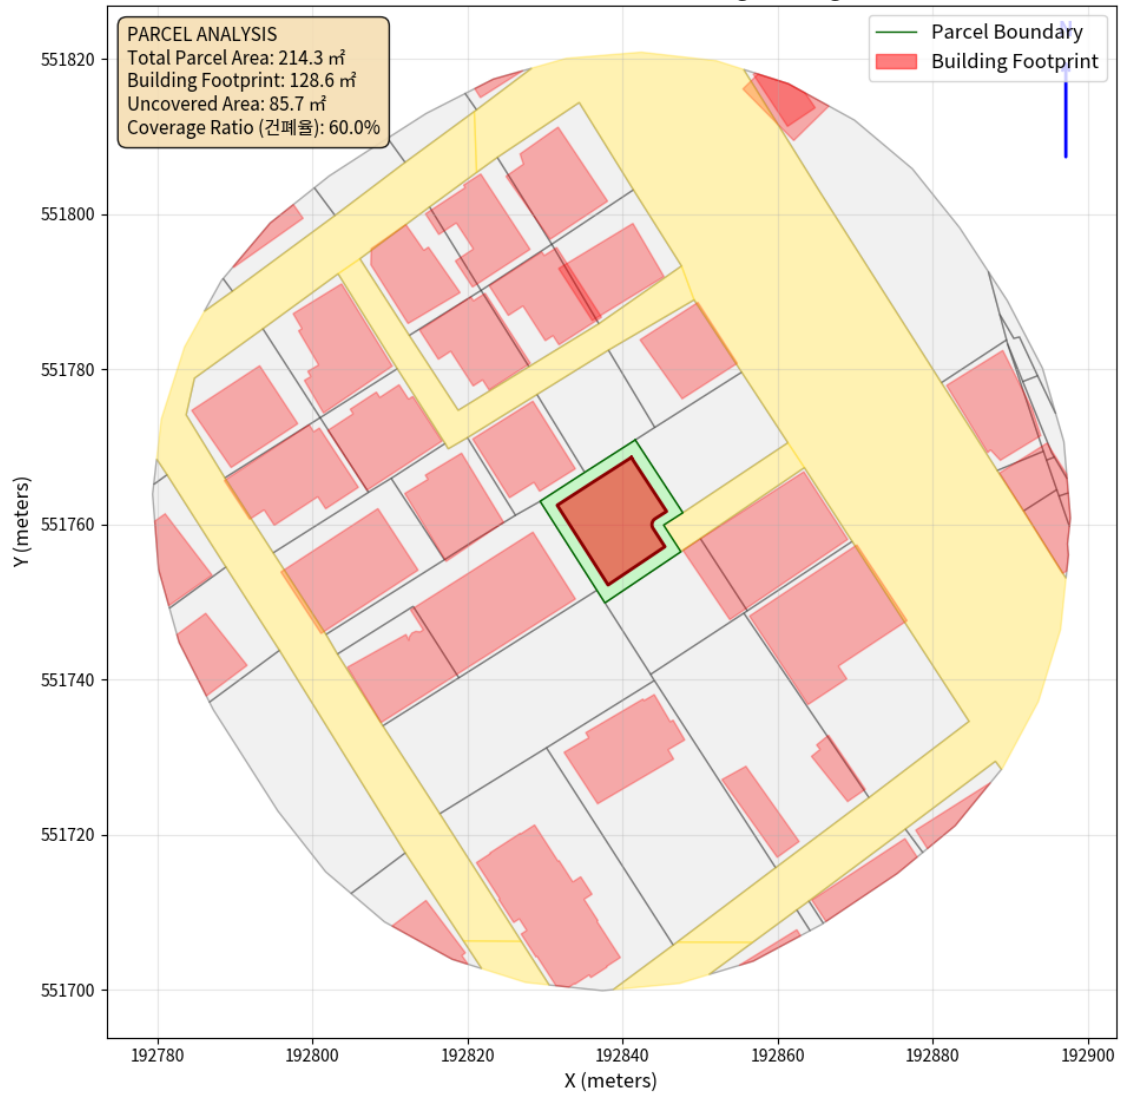 PARCEL ANALYSIS
Total Parcel Area: 214.3 ㎡
Building Footprint: 128.6 ㎡
Uncovered Area: 85.7 ㎡
Coverage Ratio (건폐율): 60.0%
N
Parcel Boundary
Building Footprint
551820
551800
551780
551760
551740
551720
551700
Y (meters)
192780
192800
192820
192840
192860
192880
192900
X (meters)